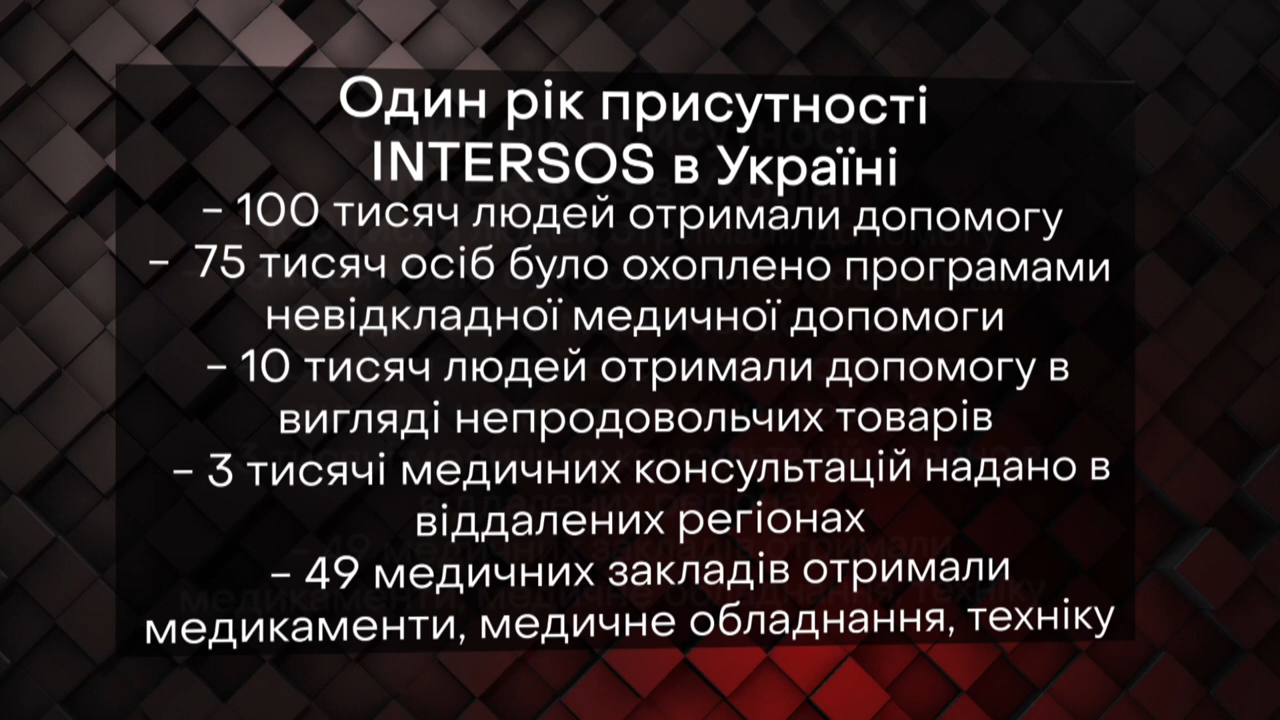 Один рік присутності
INTERSOS в Україні
– 100 тисяч людей отримали допомогу
– 75 тисяч осіб було охоплено програмами
невідкладної медичної допомоги
– 10 тисяч людей отримали допомогу в
вигляді непродовольчих товарів
– 3 тисячі медичних консультацій надано в
віддалених регіонах
– 49 медичних закладів отримали
медикаменти, медичне обладнання, техніку